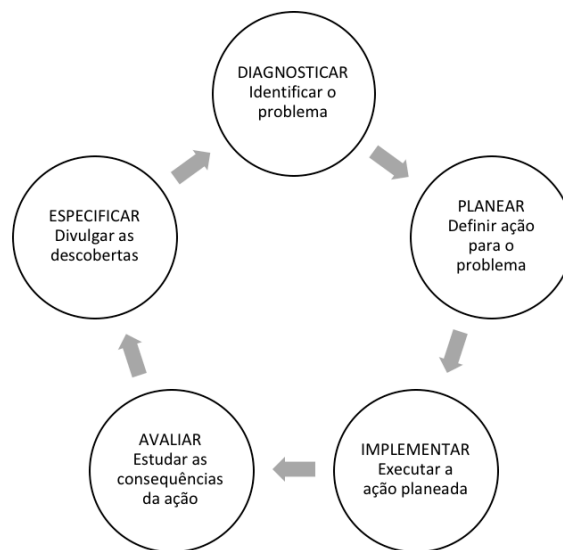 DIAGNOSTICAR
Identificar o
problema
PLANEAR
Definir ação
para o
problema
IMPLEMENTAR
Executar a
ação planeada
AVALIAR
Estudar as
consequências
da ação
ESPECIFICAR
Divulgar as
descobertas